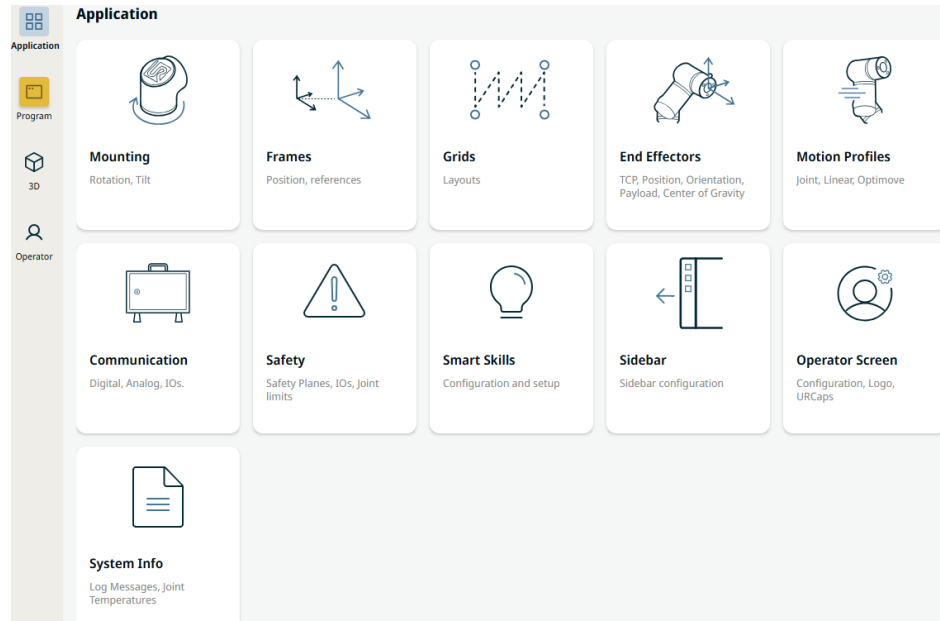 Application
Application
Program
3D
Operator
Mounting
Rotation, Tilt
Frames
Position, references
Grids
Layouts
End Effectors
TCP, Position, Orientation,
Payload, Center of Gravity
Motion Profiles
Joint, Linear, Optimove
Communication
Digital, Analog, IOs.
Safety
Safety Planes, IOs, Joint
limits
Smart Skills
Configuration and setup
Sidebar
Sidebar configuration
Operator Screen
Configuration, Logo,
URCaps
System Info
Log Messages, Joint
Temperatures